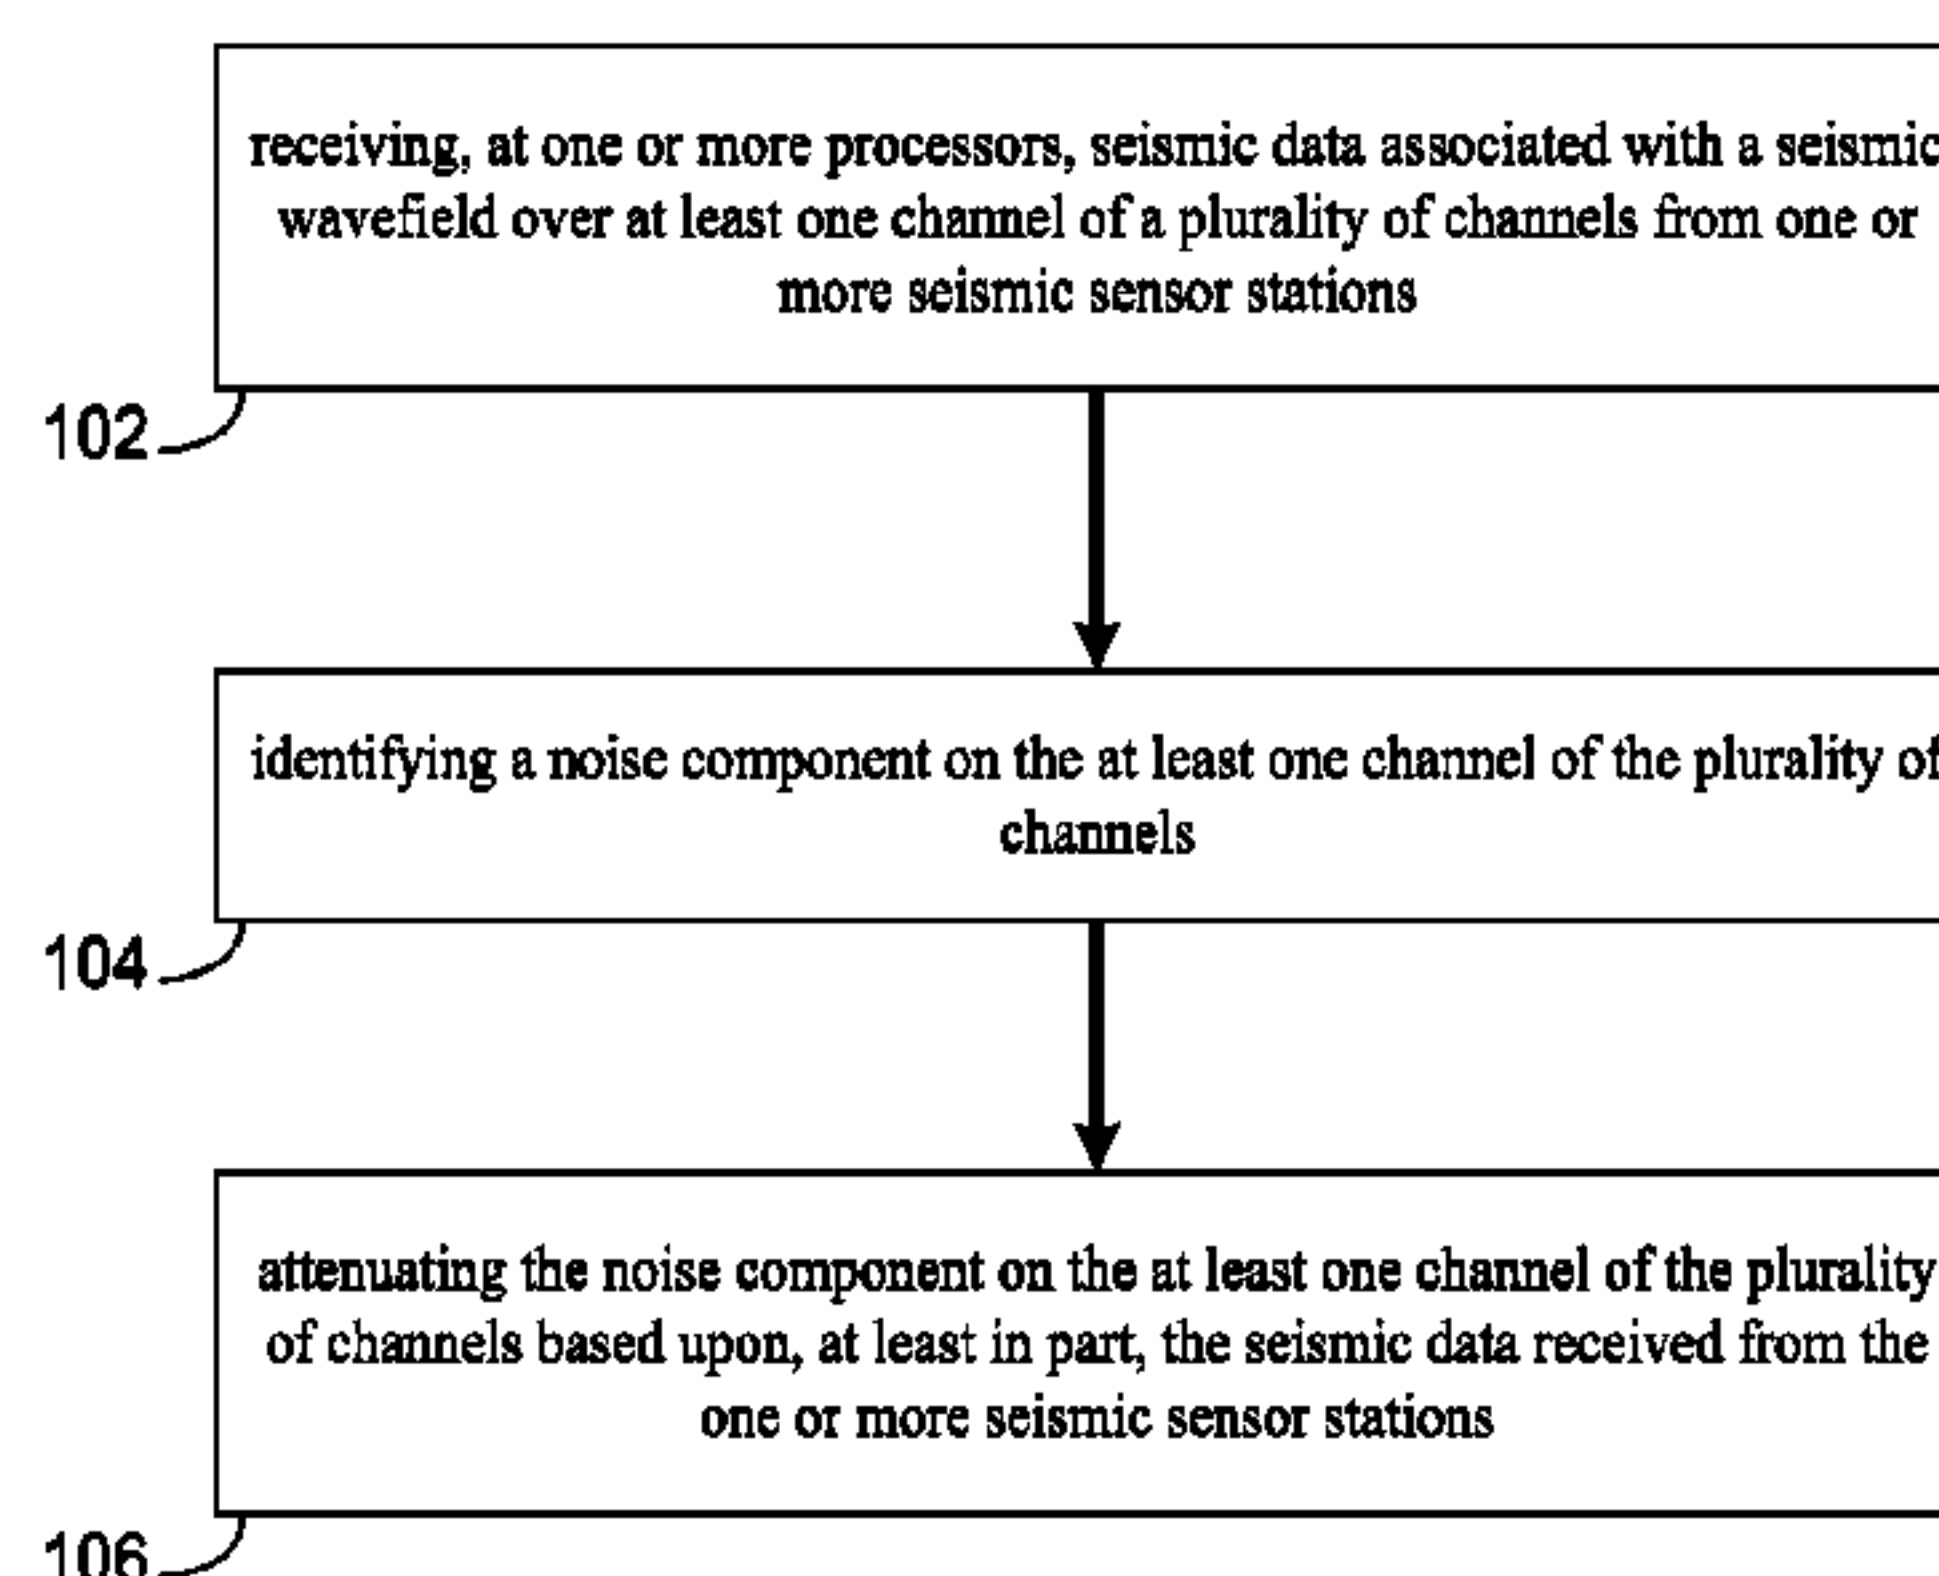 receiving, at one or more processors, seismic data associated with a seismic
wavefield over at least one channel of a plurality of channels from one or
more seismic sensor stations
102
identifying a noise component on the at least one channel of the plurality of
channels
104
attenuating the noise component on the at least one channel of the plurality
of channels based upon, at least in part, the seismic data received from the
one or more seismic sensor stations
106